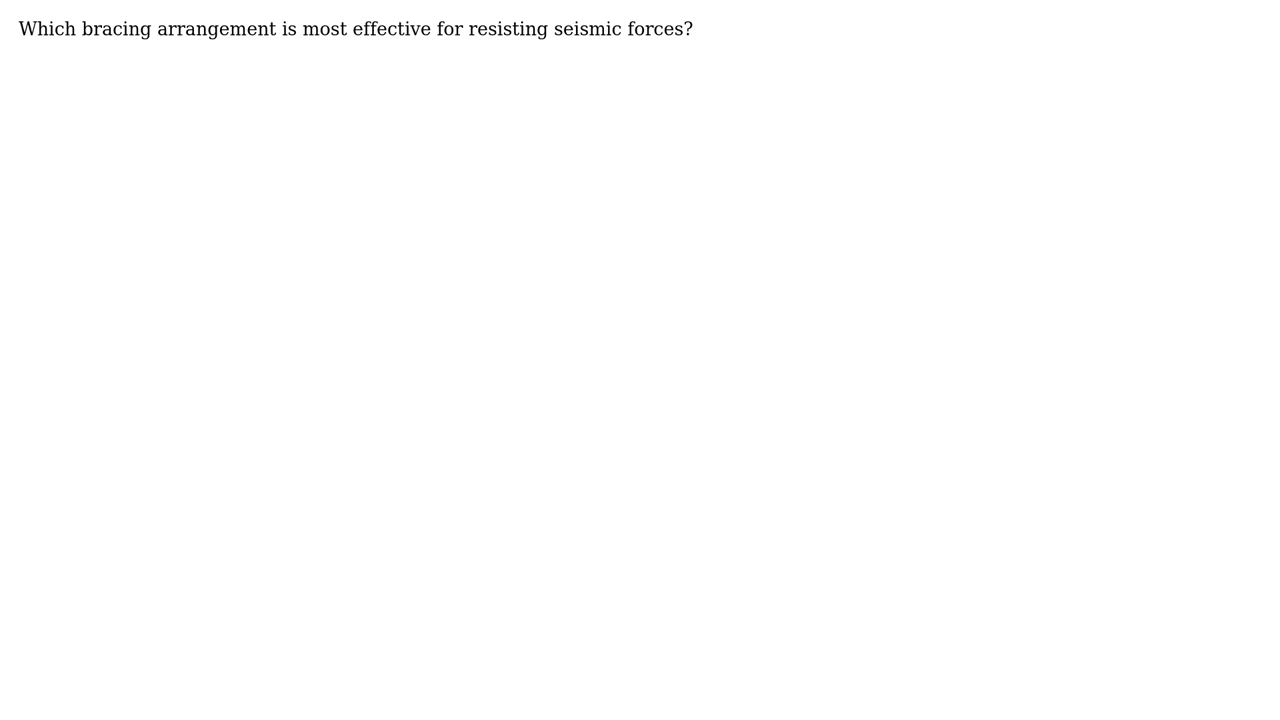 Which bracing arrangement is most effective for resisting seismic forces?